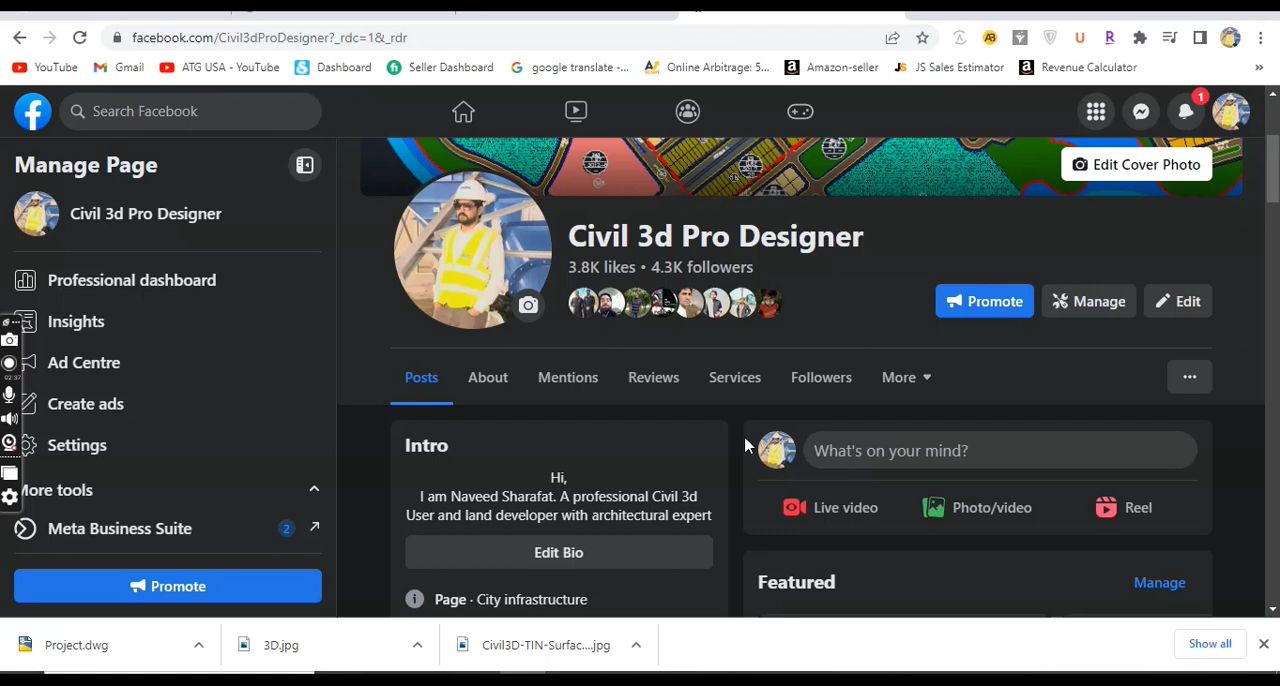 facebook.com/Civil3dProDesigner?_rdc=1&_rdr
YouTube
Gmail
ATG USA - YouTube
Dashboard
Seller Dashboard
google translate -...
Online Arbitrage: 5...
Amazon-seller
JS Sales Estimator
Revenue Calculator
»
Search Facebook
1
Manage Page
Civil 3d Pro Designer
Professional dashboard
Insights
Ad Centre
Create ads
Settings
More tools
Meta Business Suite
2
Promote
Edit Cover Photo
Civil 3d Pro Designer
3.8K likes • 4.3K followers
Promote
Manage
Edit
Posts
About
Mentions
Reviews
Services
Followers
More
Intro
Hi,
I am Naveed Sharafat. A professional Civil 3d
User and land developer with architectural expert
Edit Bio
Page · City infrastructure
What's on your mind?
Live video
Photo/video
Reel
Featured
Manage
02:37
Project.dwg
3D.jpg
Civil3D-TIN-Surfac....jpg
Show all